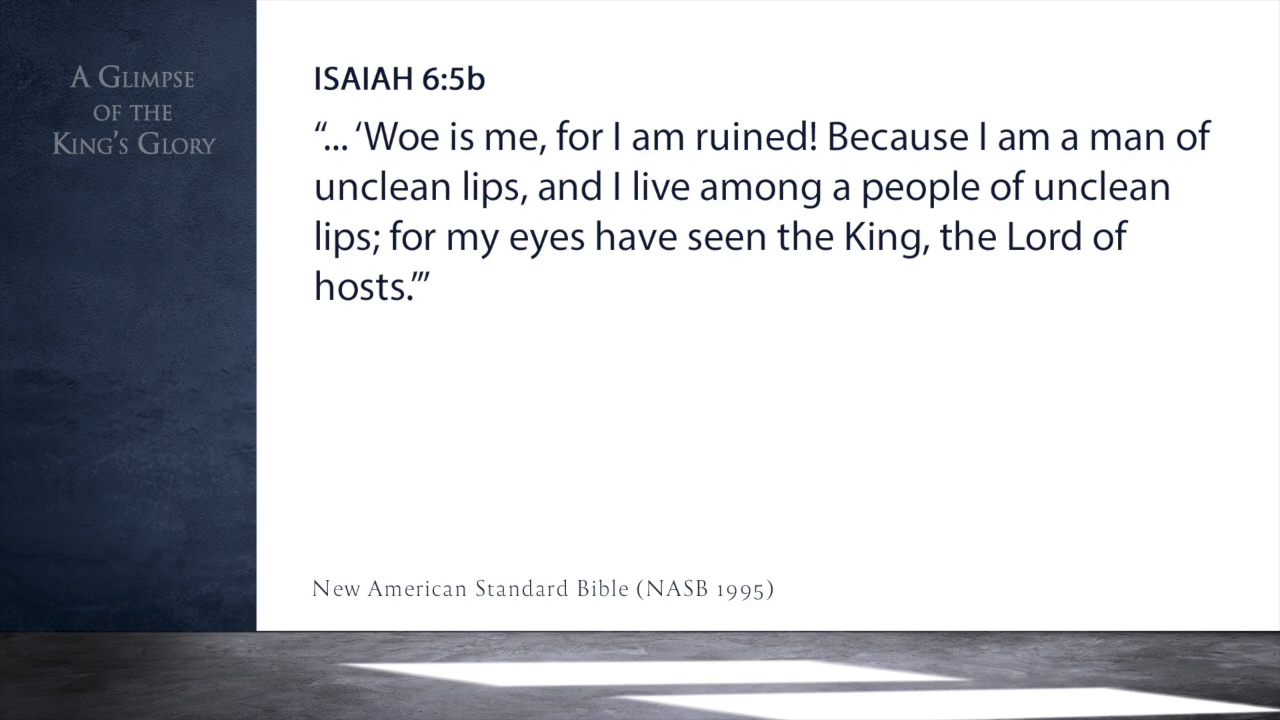 A Glimpse
of the
King’s Glory
ISAIAH 6:5b
“... ‘Woe is me, for I am ruined! Because I am a man of
unclean lips, and I live among a people of unclean
lips; for my eyes have seen the King, the Lord of
hosts.’”
New American Standard Bible (NASB 1995)